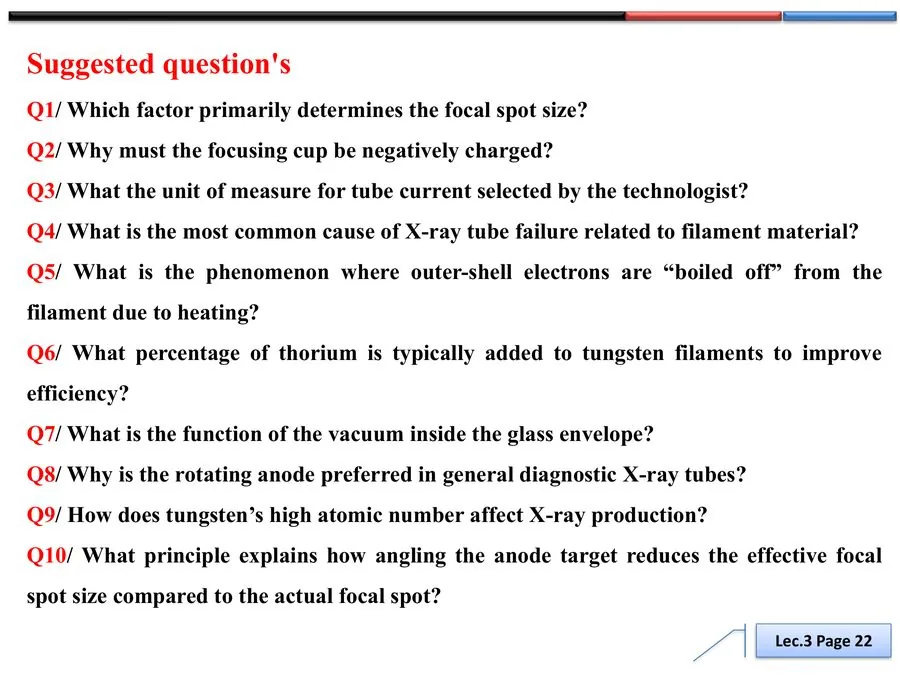 Suggested question's
Q1/ Which factor primarily determines the focal spot size?
Q2/ Why must the focusing cup be negatively charged?
Q3/ What the unit of measure for tube current selected by the technologist?
Q4/ What is the most common cause of X-ray tube failure related to filament material?
Q5/ What is the phenomenon where outer-shell electrons are “boiled off” from the
filament due to heating?
Q6/ What percentage of thorium is typically added to tungsten filaments to improve
efficiency?
Q7/ What is the function of the vacuum inside the glass envelope?
Q8/ Why is the rotating anode preferred in general diagnostic X-ray tubes?
Q9/ How does tungsten’s high atomic number affect X-ray production?
Q10/ What principle explains how angling the anode target reduces the effective focal
spot size compared to the actual focal spot?
Lec.3 Page 22